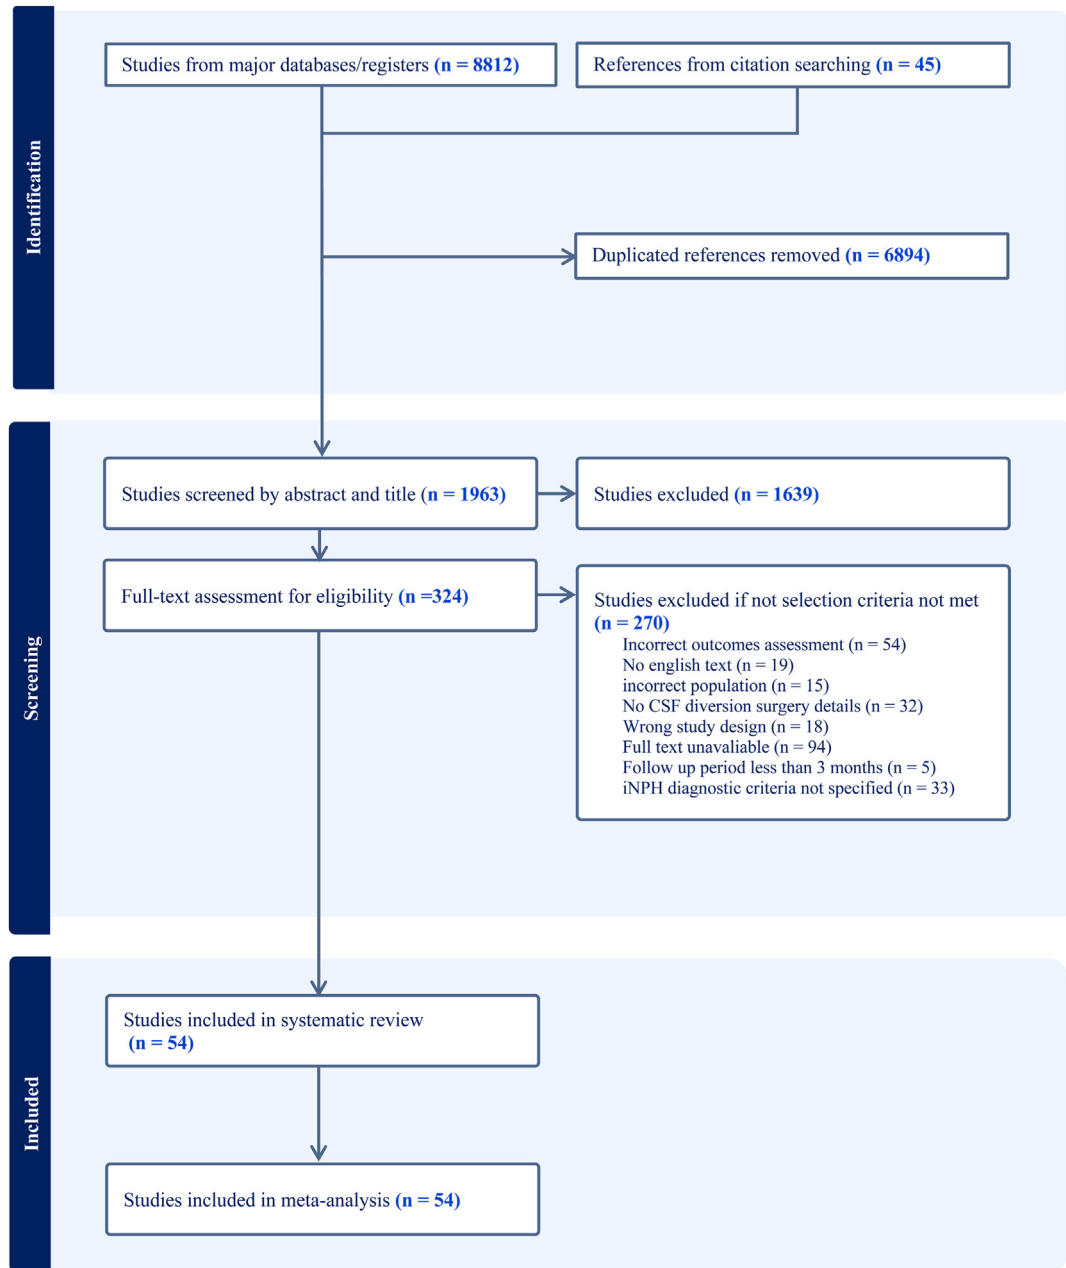 Identification
Studies from major databases/registers (n = 8812)
References from citation searching (n = 45)
Duplicated references removed (n = 6894)
Screening
Studies screened by abstract and title (n = 1963)
Studies excluded (n = 1639)
Full-text assessment for eligibility (n =324)
Studies excluded if not selection criteria not met
(n = 270)
Incorrect outcomes assessment (n = 54)
No english text (n = 19)
incorrect population (n = 15)
No CSF diversion surgery details (n = 32)
Wrong study design (n = 18)
Full text unavaliable (n = 94)
Follow up period less than 3 months (n = 5)
iNPH diagnostic criteria not specified (n = 33)
Included
Studies included in systematic review
(n = 54)
Studies included in meta-analysis (n = 54)